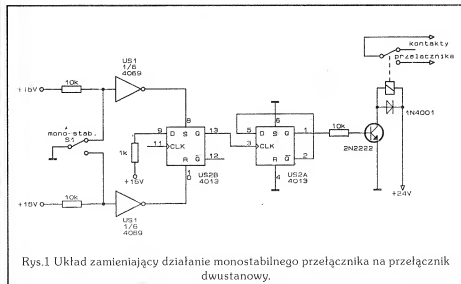 kontakty
przełącznika
US1
1/6
4069
+15V
10k
1N4001
mono-stab.
S1
8
6
9
D S Q
13
5
D S Q
1
10k
1k
11
CLK
3
CLK
2N2222
R Q
12
R Q
2
+15V
US2B
4013
US2A
4013
10
4
+24V
+15V
10k
US1
1/6
4069
Rys.1 Układ zamieniający działanie monostabilnego przełącznika na przełącznik
dwustanowy.